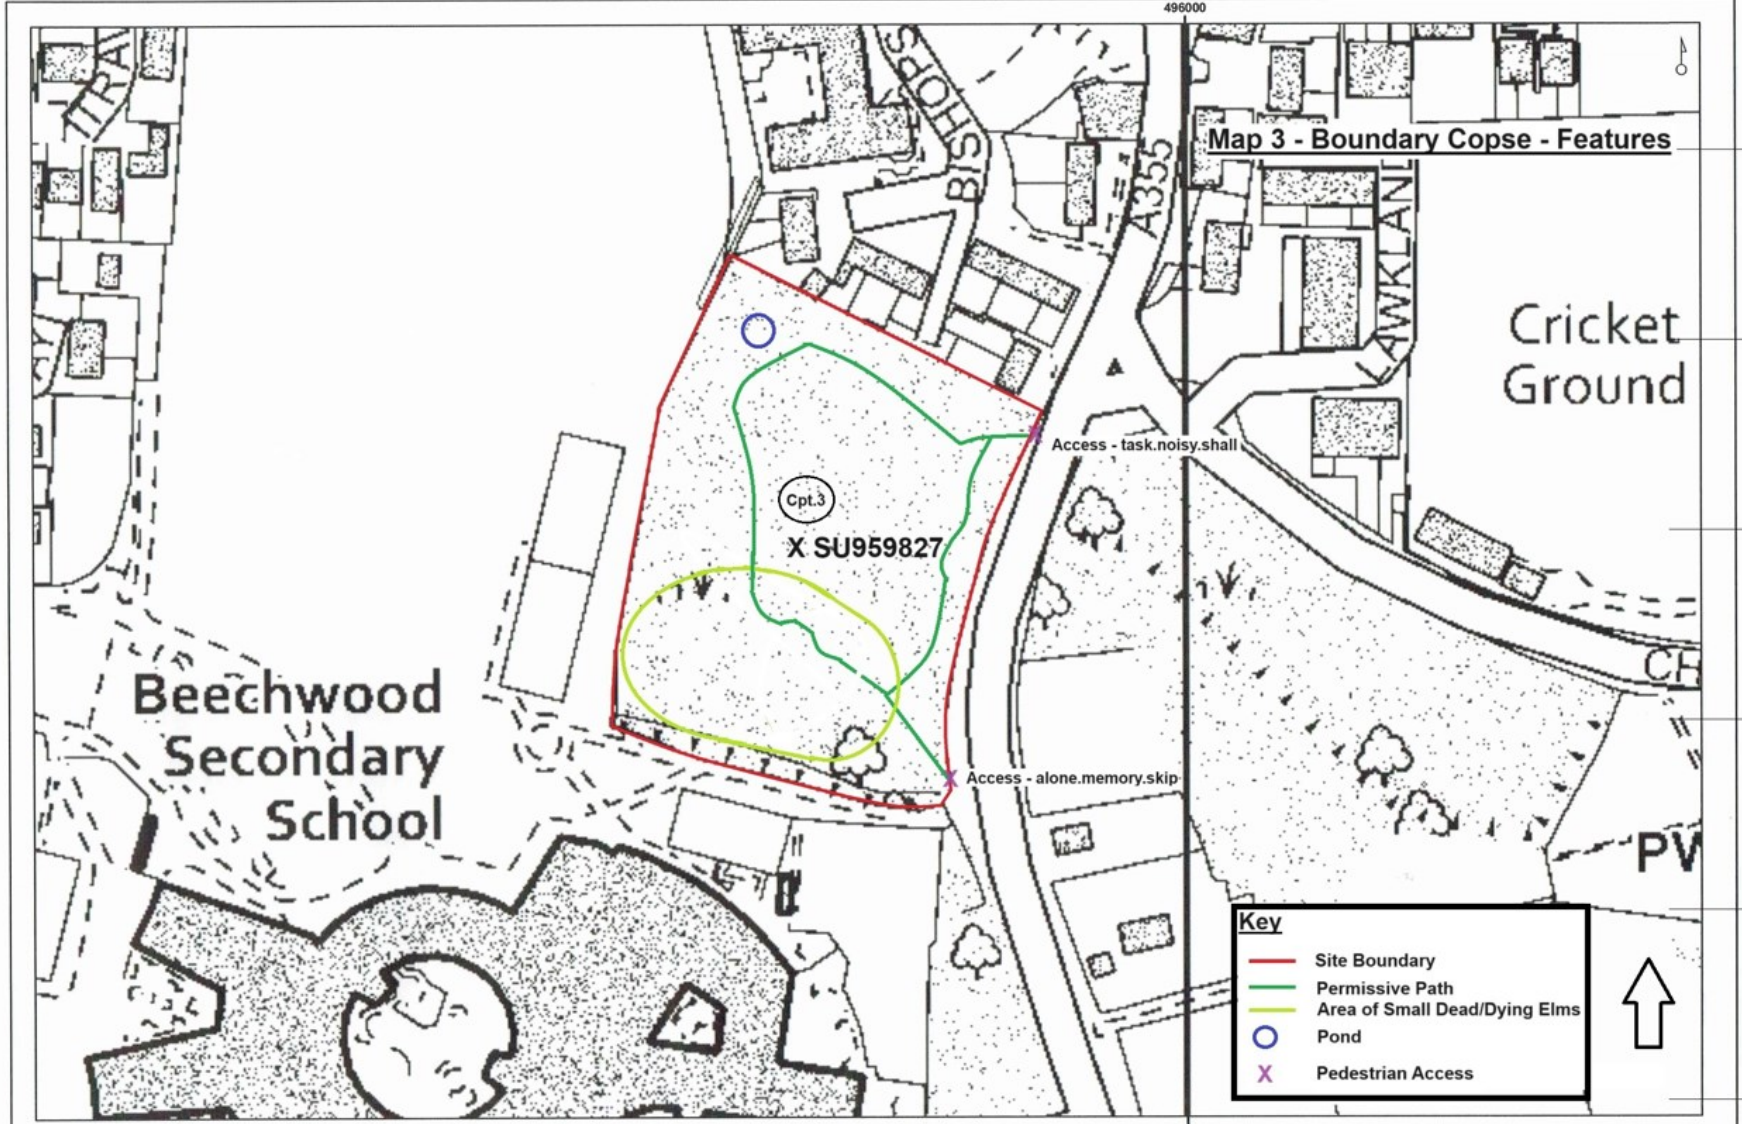 496000
Map 3 - Boundary Copse - Features
BISHOPS
A355
Cricket
Ground
Access - task.noisy.shall
Cpt.3
X SU959827
Beechwood
Secondary
School
Access - alone.memory.skip
CH
PW
Key
Site Boundary
Permissive Path
Area of Small Dead/Dying Elms
Pond
X Pedestrian Access